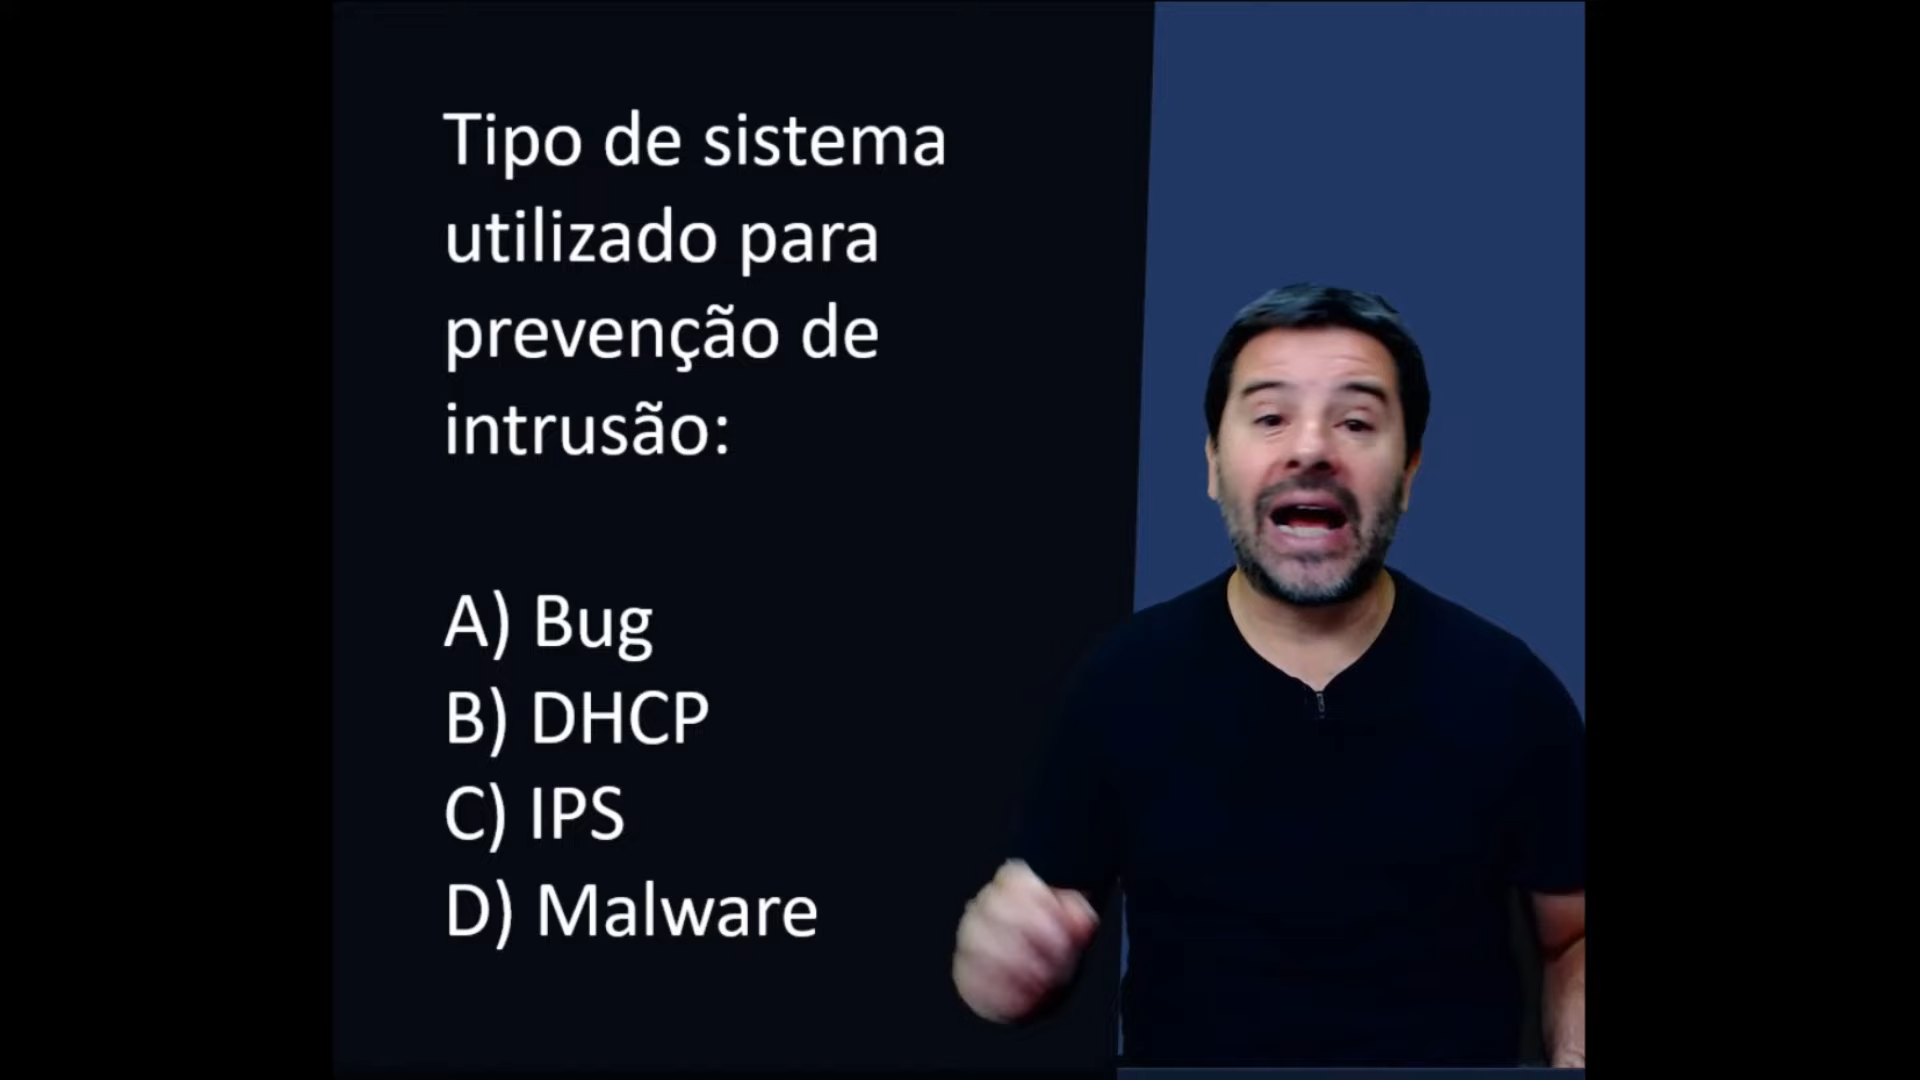 Tipo de sistema
utilizado para
prevenção de
intrusão:
A) Bug
B) DHCP
C) IPS
D) Malware